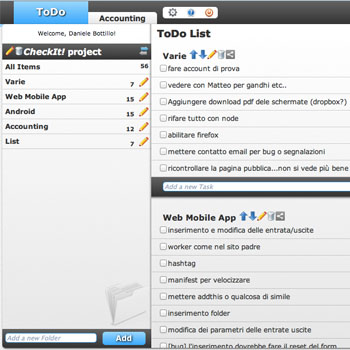 ToDo
Accounting
Welcome, Daniele Bottillo!
CheckIt! project
All Items 56
Varie 7
Web Mobile App 15
Android 15
Accounting 12
List 7
Add a new Folder
Add
ToDo List
Varie
fare account di prova
vedere con Matteo per gandhi etc..
Aggiungere download pdf dele schermate (dropbox?)
rifare tutto con node
abilitare firefox
mettere contatto email per bug o segnalazioni
ricontrollare la pagina pubblica...non si vede più bene
Add a new Task
Web Mobile App
inserimento e modifica delle entrata/uscite
worker come nel sito padre
hashtag
manifest per velocizzare
mettere addthis o qualcosa di simile
inserimento folder
modifica dei parametri delle entrate uscite
[bug] l'inserimento dovrebbe fare il reset del form